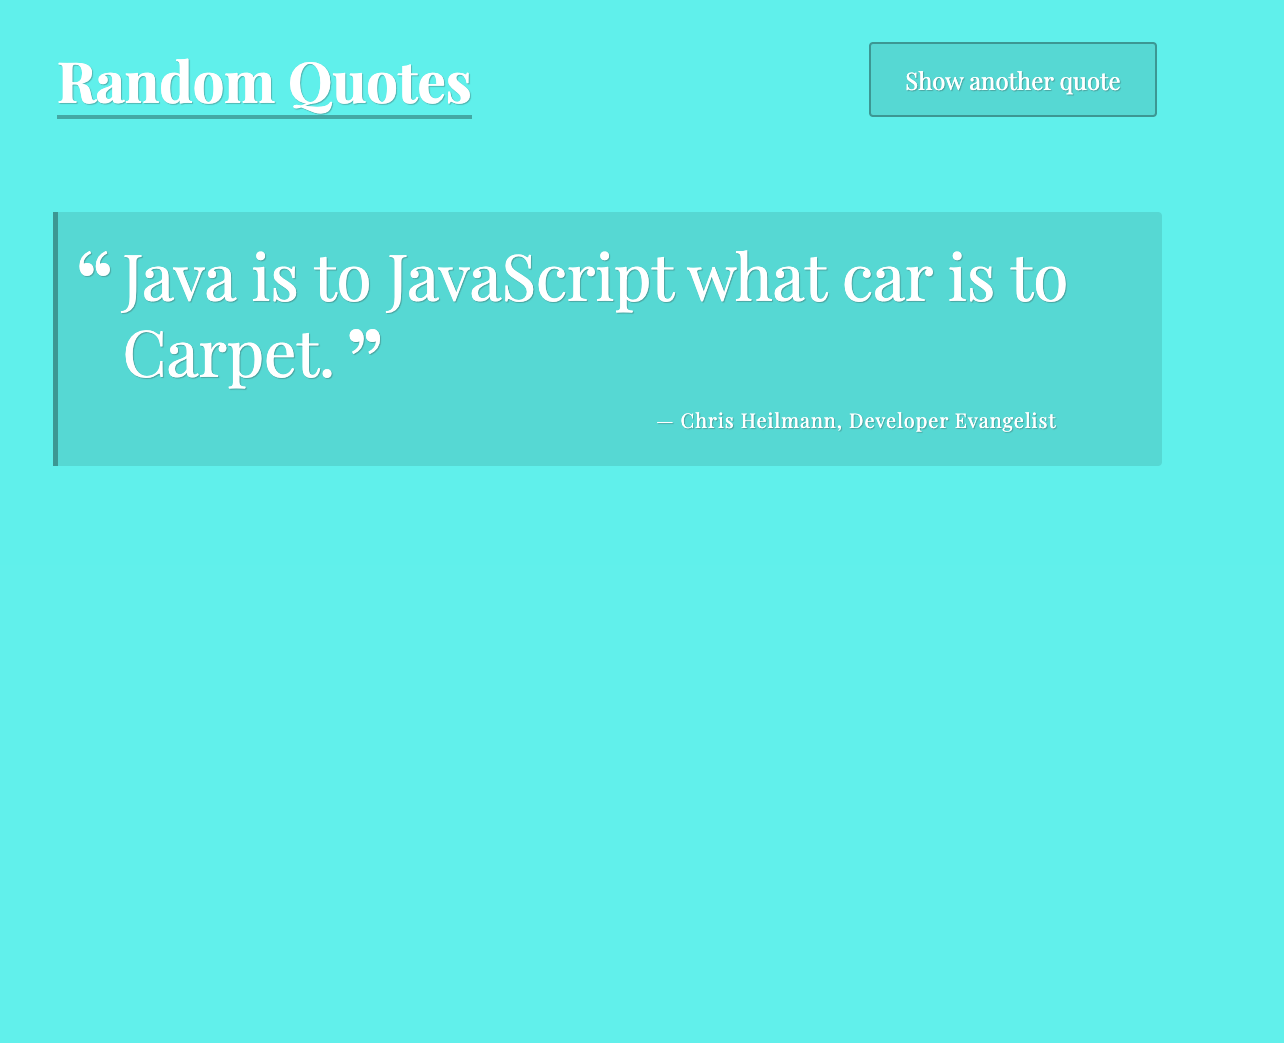 Random Quotes
Show another quote
“ Java is to JavaScript what car is to
Carpet. ”
— Chris Heilmann, Developer Evangelist